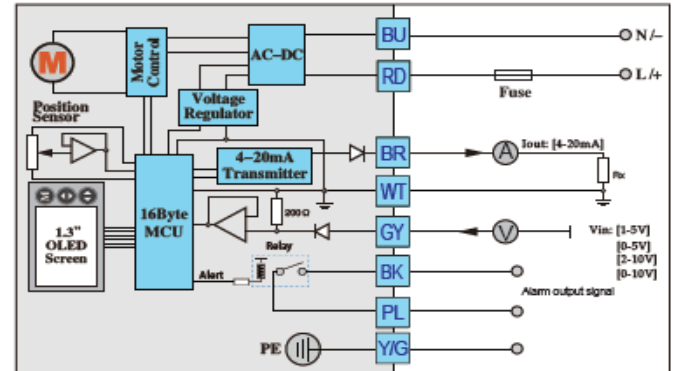 M
Motor
Control
AC-DC
BU
N/-
RD
L/+
Fuse
Voltage
Regulator
Position
Sensor
4-20mA
Transmitter
BR
A
Iout: [4-20mA]
Rx
WT
16Byte
MCU
200Ω
GY
V
Vin: [1-5V]
[0-5V]
[2-10V]
[0-10V]
M
1.3"
OLED
Screen
Relay
Alert
BK
Alarm output signal
PL
PE
Y/G